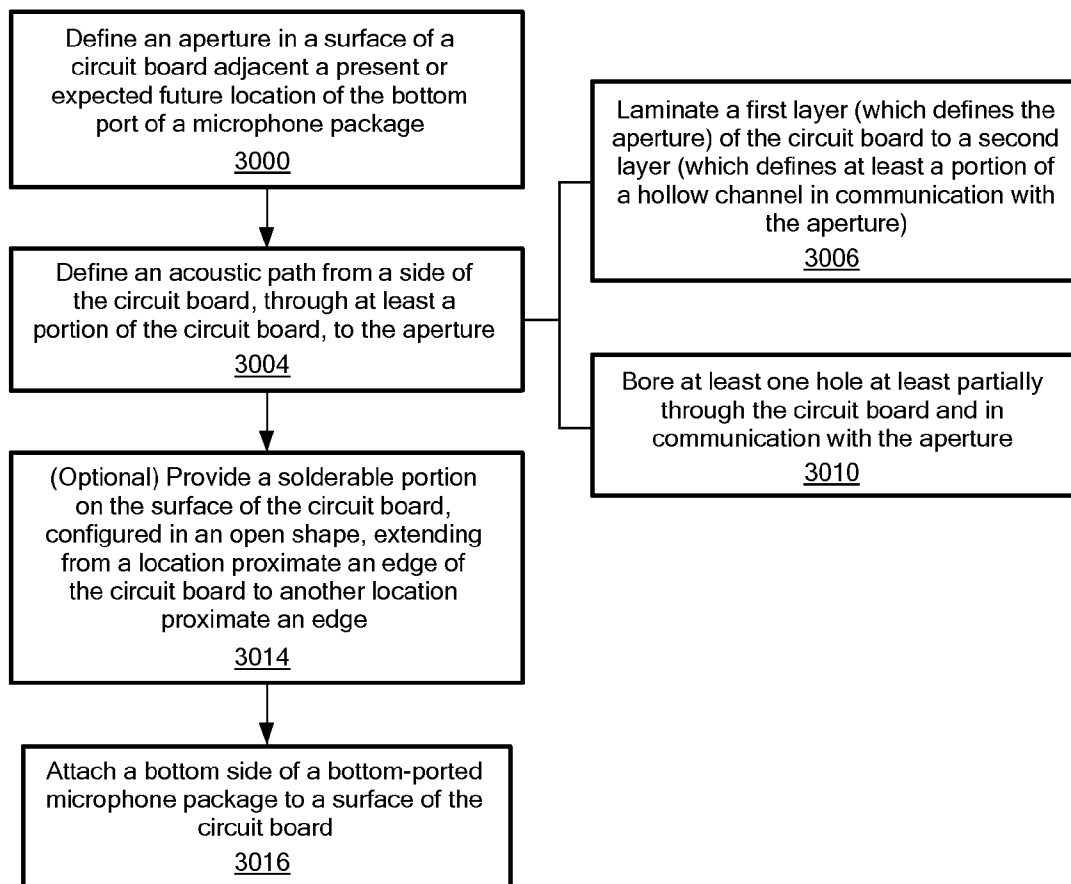 Define an aperture in a surface of a
circuit board adjacent a present or
expected future location of the bottom
port of a microphone package
3000
Laminate a first layer (which defines the
aperture) of the circuit board to a second
layer (which defines at least a portion of
a hollow channel in communication with
the aperture)
3006
Define an acoustic path from a side of
the circuit board, through at least a
portion of the circuit board, to the aperture
3004
Bore at least one hole at least partially
through the circuit board and in
communication with the aperture
3010
(Optional) Provide a solderable portion
on the surface of the circuit board,
configured in an open shape, extending
from a location proximate an edge of
the circuit board to another location
proximate an edge
3014
Attach a bottom side of a bottom-ported
microphone package to a surface of the
circuit board
3016